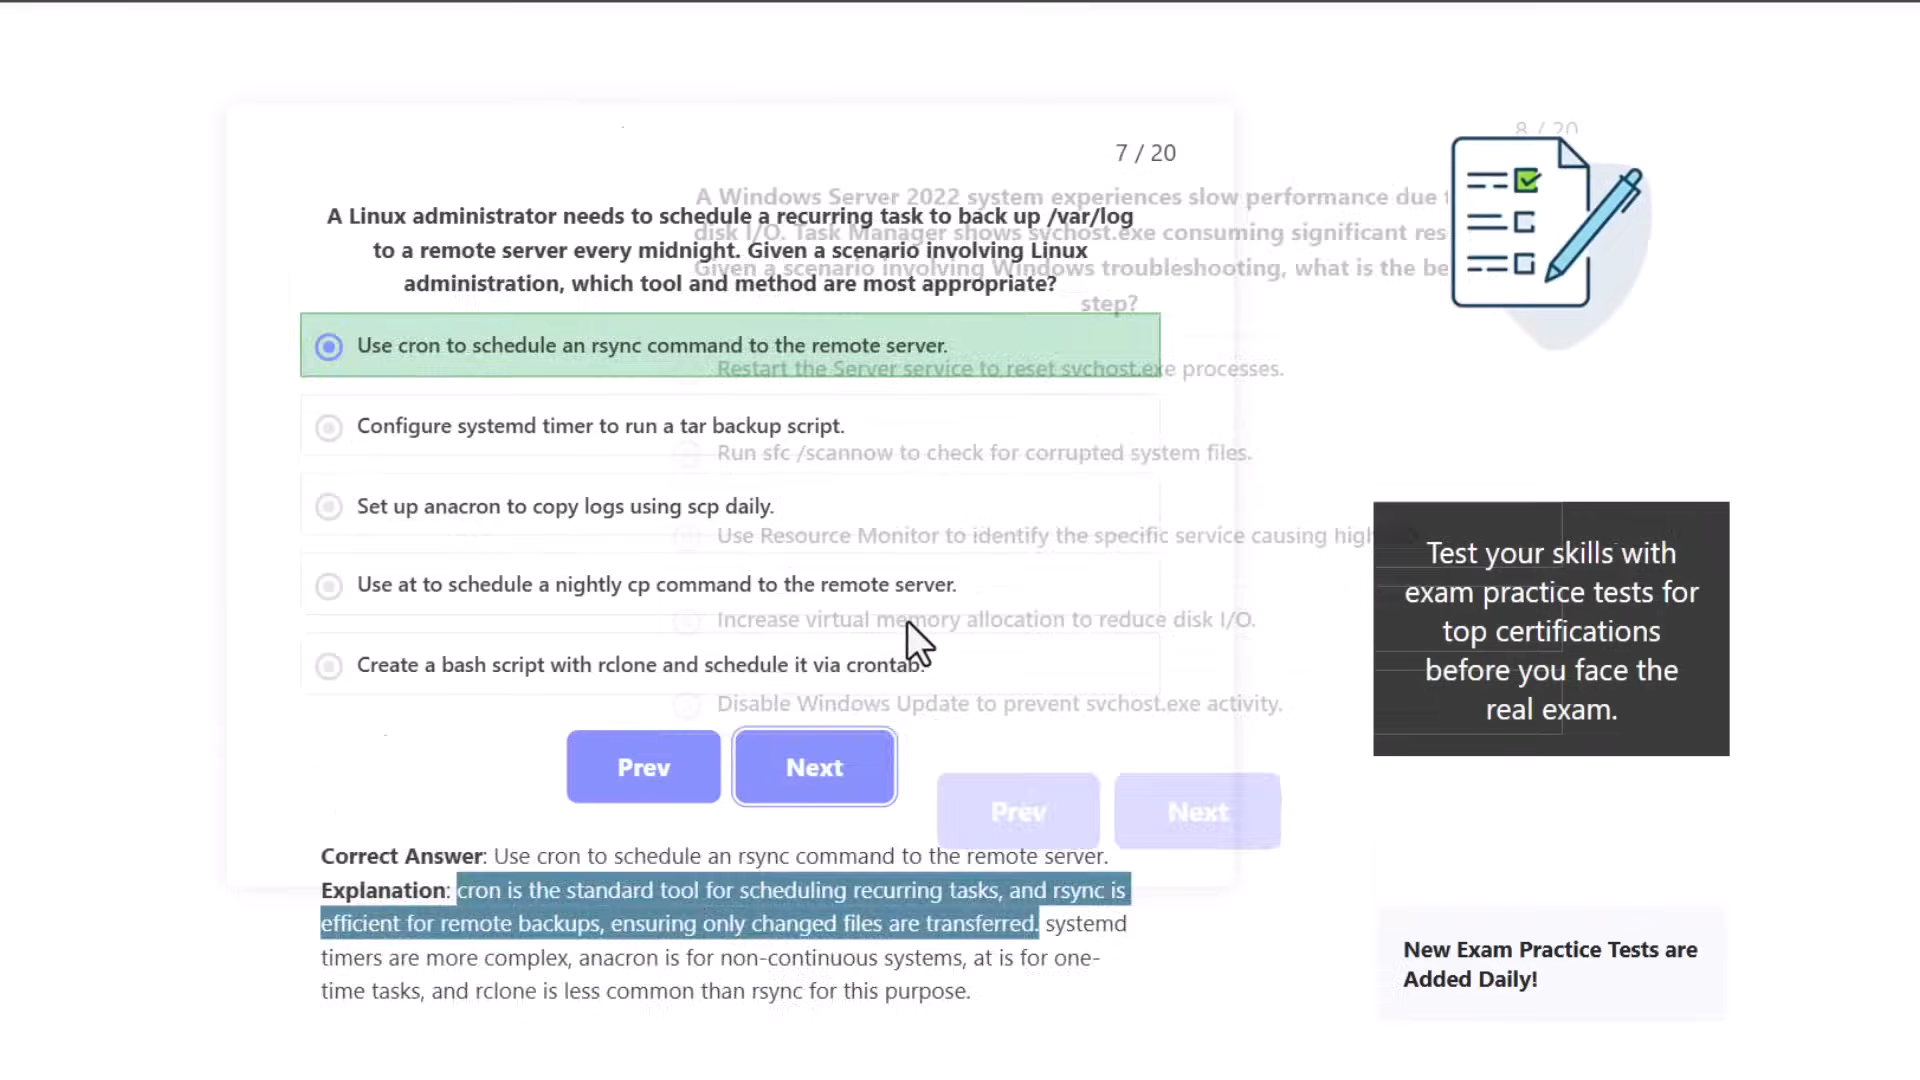 7 / 20
A Linux administrator needs to schedule a recurring task to back up /var/log
to a remote server every midnight. Given a scenario involving Linux
administration, which tool and method are most appropriate?
Use cron to schedule an rsync command to the remote server.
Configure systemd timer to run a tar backup script.
Set up anacron to copy logs using scp daily.
Use at to schedule a nightly cp command to the remote server.
Create a bash script with rclone and schedule it via crontab.
Prev
Next
Correct Answer: Use cron to schedule an rsync command to the remote server.
Explanation: cron is the standard tool for scheduling recurring tasks, and rsync is
efficient for remote backups, ensuring only changed files are transferred. systemd
timers are more complex, anacron is for non-continuous systems, at is for one-
time tasks, and rclone is less common than rsync for this purpose.
8 / 20
A Windows Server 2022 system experiences slow performance due
disk I/O. Task Manager shows svchost.exe consuming significant
Given a scenario involving Windows troubleshooting, what is the
step?
Restart the Server service to reset svchost.exe processes.
Run sfc /scannow to check for corrupted system files.
Use Resource Monitor to identify the specific service causing
Increase virtual memory allocation to reduce disk I/O.
Disable Windows Update to prevent svchost.exe activity.
Prev
Next
Test your skills with
exam practice tests for
top certifications
before you face the
real exam.
New Exam Practice Tests are
Added Daily!